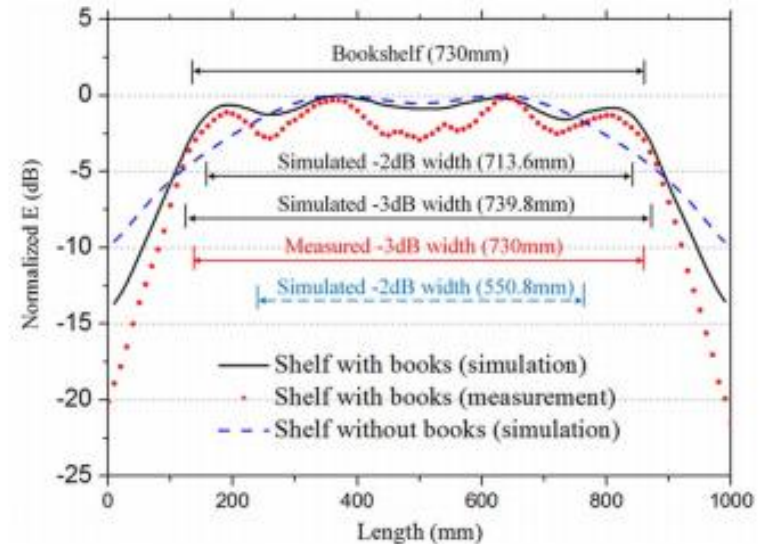 5
0
-5
-10
-15
-20
-25
Normalized E (dB)
Bookshelf (730mm)
Simulated -2dB width (713.6mm)
Simulated -3dB width (739.8mm)
Measured -3dB width (730mm)
Simulated -2dB width (550.8mm)
Shelf with books (simulation)
Shelf with books (measurement)
Shelf without books (simulation)
0 200 400 600 800 1000
Length (mm)